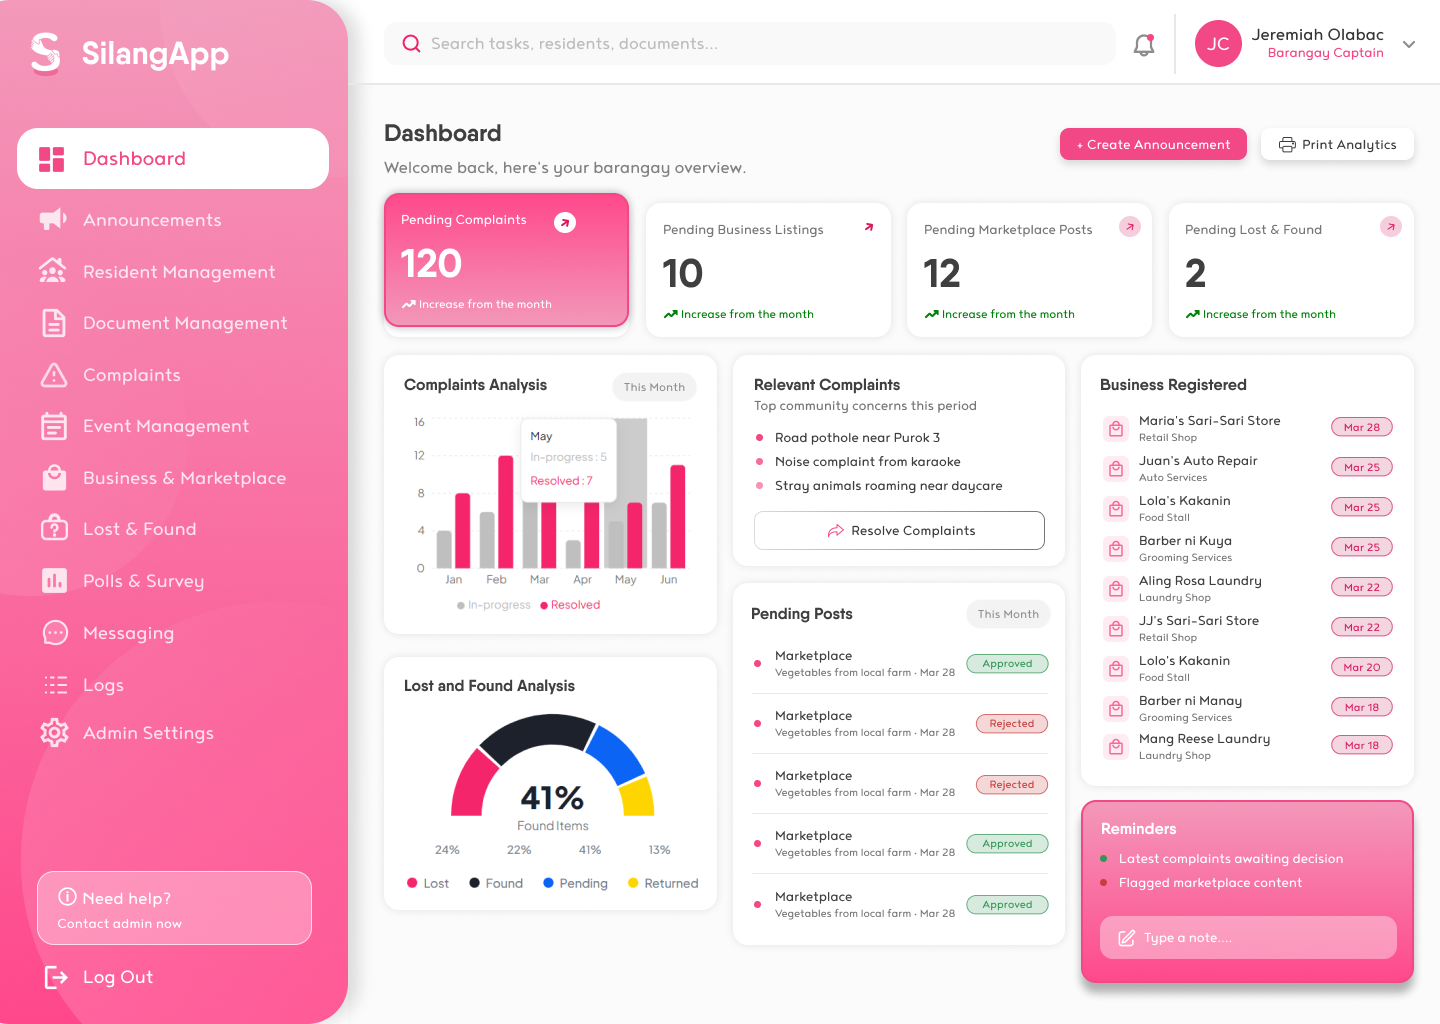 SilangApp
Dashboard
Announcements
Resident Management
Document Management
Complaints
Event Management
Business & Marketplace
Lost & Found
Polls & Survey
Messaging
Logs
Admin Settings
Need help?
Contact admin now
Log Out
Search tasks, residents, documents...
JC
Jeremiah Olabac
Barangay Captain
Dashboard
Welcome back, here's your barangay overview.
+ Create Announcement
Print Analytics
Pending Complaints
120
Increase from the month
Pending Business Listings
10
Increase from the month
Pending Marketplace Posts
12
Increase from the month
Pending Lost & Found
2
Increase from the month
Complaints Analysis
This Month
16
12
8
4
0
May
In-progress : 5
Resolved : 7
Jan Feb Mar Apr May Jun
In-progress Resolved
Lost and Found Analysis
41%
Found Items
24% 22% 41% 13%
Lost Found Pending Returned
Relevant Complaints
Top community concerns this period
Road pothole near Purok 3
Noise complaint from karaoke
Stray animals roaming near daycare
Resolve Complaints
Pending Posts
This Month
Marketplace
Vegetables from local farm · Mar 28
Approved
Marketplace
Vegetables from local farm · Mar 28
Rejected
Marketplace
Vegetables from local farm · Mar 28
Rejected
Marketplace
Vegetables from local farm · Mar 28
Approved
Marketplace
Vegetables from local farm · Mar 28
Approved
Business Registered
Maria's Sari-Sari Store
Retail Shop
Mar 28
Juan's Auto Repair
Auto Services
Mar 25
Lola's Kakanin
Food Stall
Mar 25
Barber ni Kuya
Grooming Services
Mar 25
Aling Rosa Laundry
Laundry Shop
Mar 22
JJ's Sari-Sari Store
Retail Shop
Mar 22
Lolo's Kakanin
Food Stall
Mar 20
Barber ni Manay
Grooming Services
Mar 18
Mang Reese Laundry
Laundry Shop
Mar 18
Reminders
Latest complaints awaiting decision
Flagged marketplace content
Type a note....